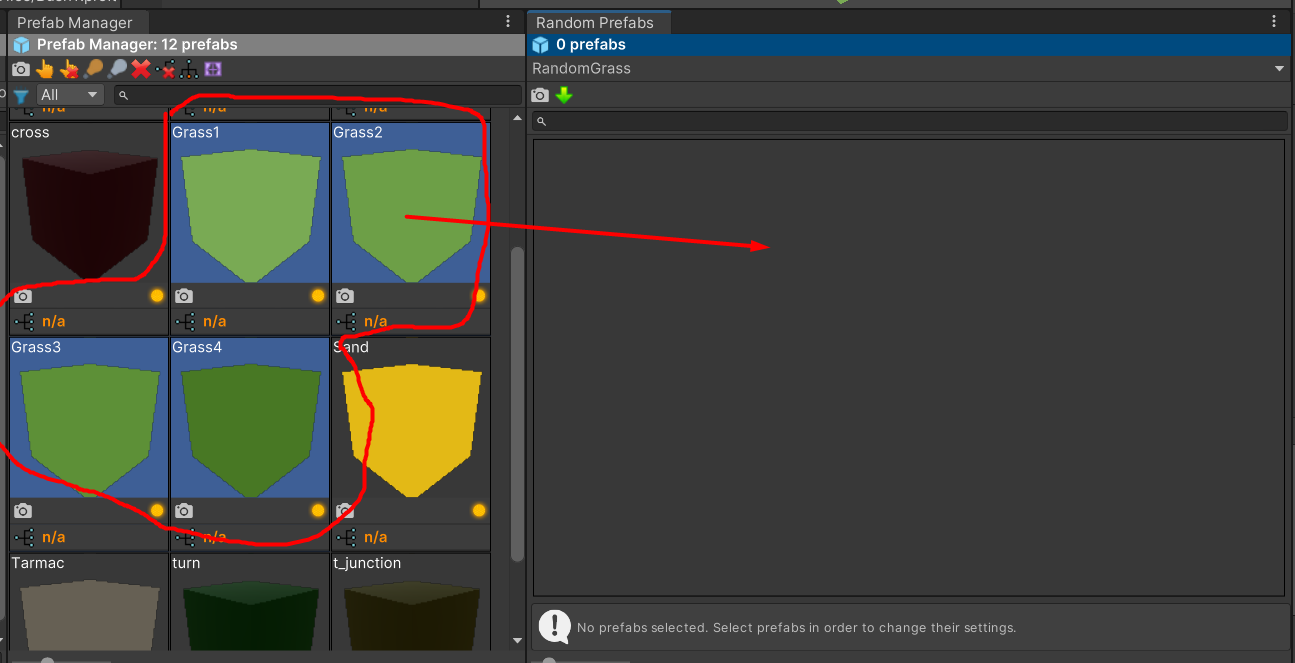 Prefab Manager
Prefab Manager: 12 prefabs
All
n/a
n/a
n/a
cross
Grass1
Grass2
n/a
n/a
n/a
Grass3
Grass4
Sand
n/a
n/a
n/a
Tarmac
turn
t_junction
Random Prefabs
0 prefabs
RandomGrass
No prefabs selected. Select prefabs in order to change their settings.